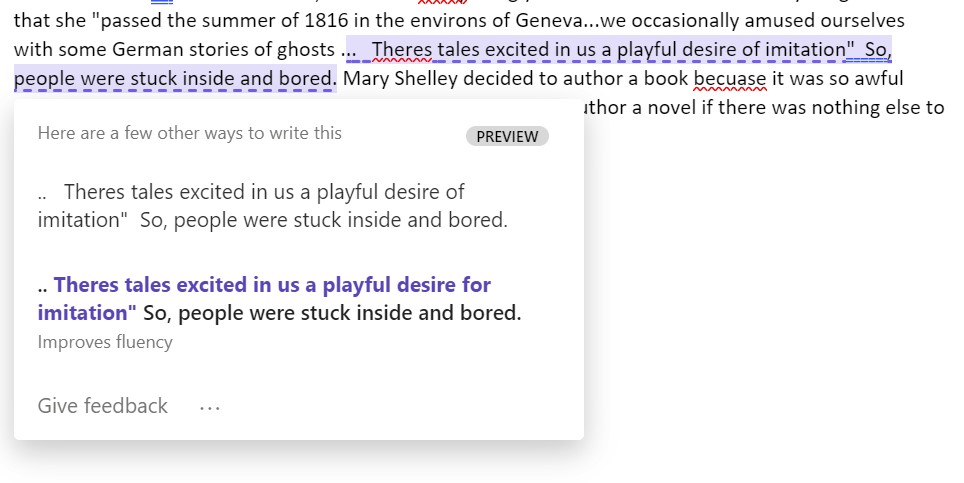 that she "passed the summer of 1816 in the environs of Geneva...we occasionally amused ourselves
with some German stories of ghosts ...   Theres tales excited in us a playful desire of imitation"  So,
people were stuck inside and bored. Mary Shelley decided to author a book becuase it was so awful
author a novel if there was nothing else to
Here are a few other ways to write this
PREVIEW
..   Theres tales excited in us a playful desire of
imitation"  So, people were stuck inside and bored.
.. Theres tales excited in us a playful desire for
imitation" So, people were stuck inside and bored.
Improves fluency
Give feedback ...